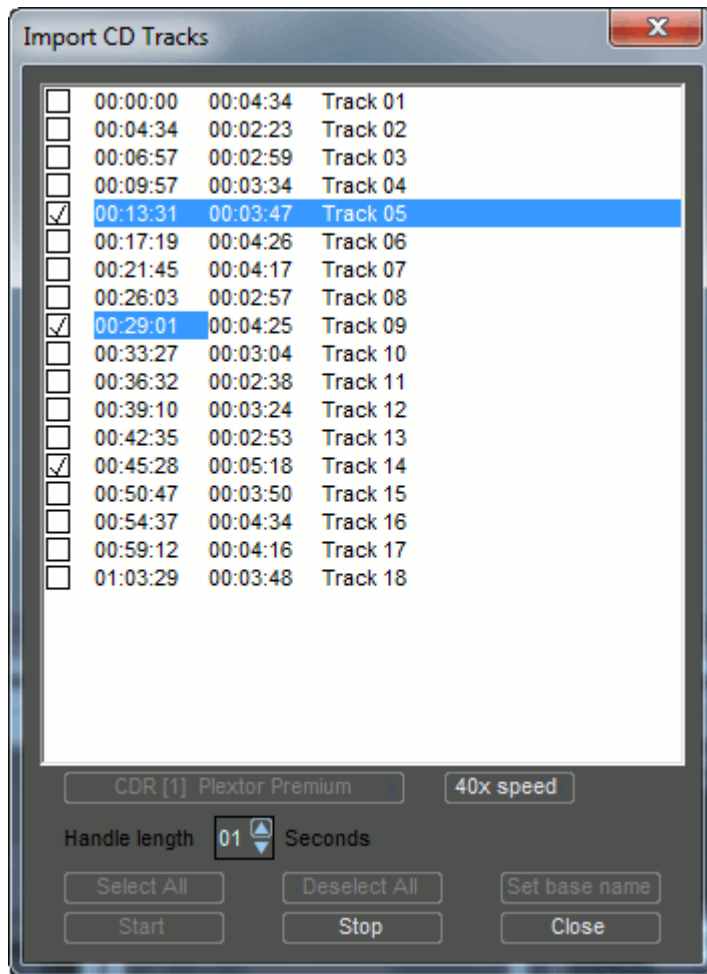 Import CD Tracks
00:00:00 00:04:34 Track 01
00:04:34 00:02:23 Track 02
00:06:57 00:02:59 Track 03
00:09:57 00:03:34 Track 04
00:13:31 00:03:47 Track 05
00:17:19 00:04:26 Track 06
00:21:45 00:04:17 Track 07
00:26:03 00:02:57 Track 08
00:29:01 00:04:25 Track 09
00:33:27 00:03:04 Track 10
00:36:32 00:02:38 Track 11
00:39:10 00:03:24 Track 12
00:42:35 00:02:53 Track 13
00:45:28 00:05:18 Track 14
00:50:47 00:03:50 Track 15
00:54:37 00:04:34 Track 16
00:59:12 00:04:16 Track 17
01:03:29 00:03:48 Track 18
CDR [1] Plextor Premium 40x speed
Handle length 01 Seconds
Select All Deselect All Set base name
Start Stop Close